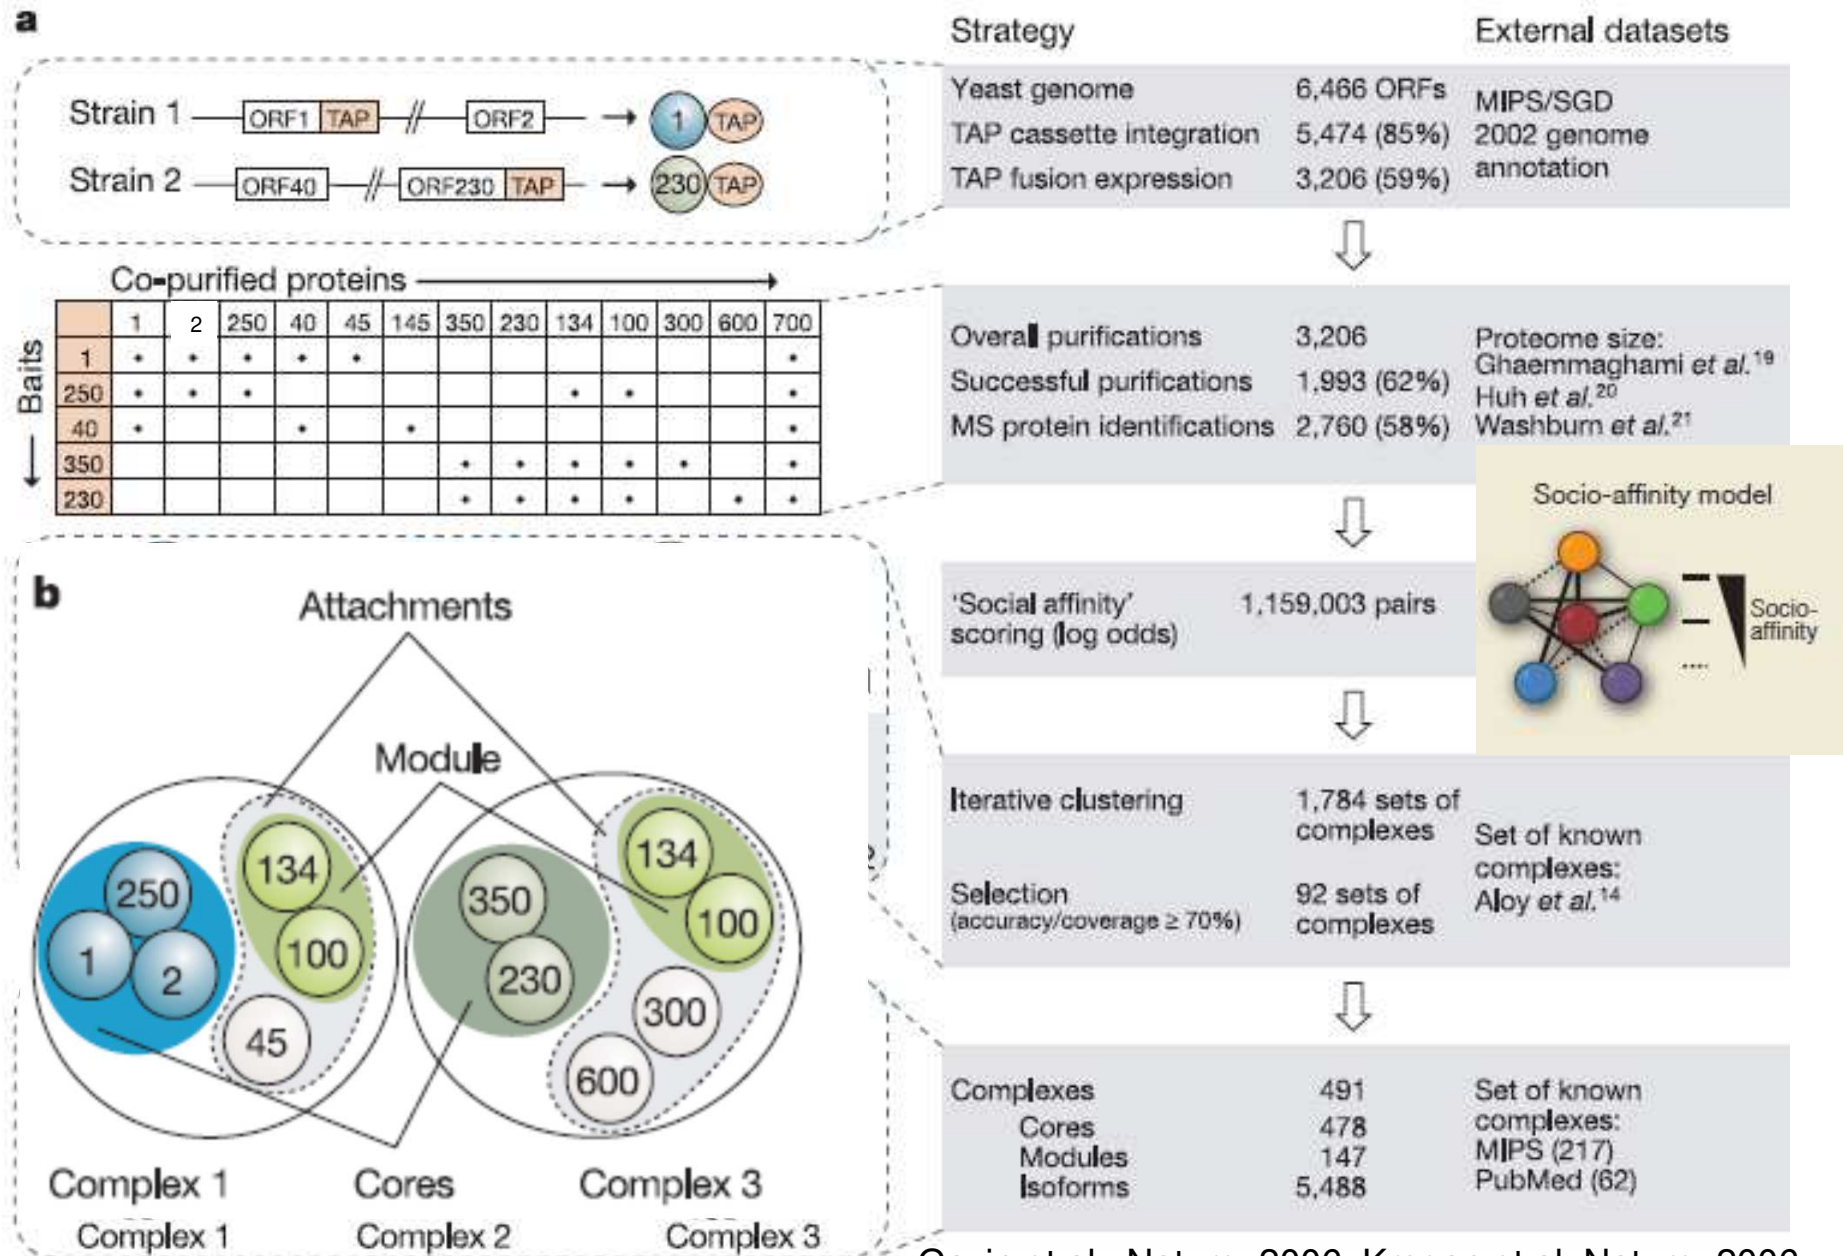 a
Strain 1 ORF1 TAP // ORF2 1 TAP
Strain 2 ORF40 // ORF230 TAP 230 TAP
Co-purified proteins
Baits
1 2 250 40 45 145 350 230 134 100 300 600 700
1 • • • • • •
250 • • • • • •
40 • • • •
350 • • • • • •
230 • • • • • •
b
Attachments
Module
250 1 2 134 100 45
350 230 134 100 300 600
Complex 1 Cores Complex 3
Complex 1 Complex 2 Complex 3
Strategy External datasets
Yeast genome 6,466 ORFs
TAP cassette integration 5,474 (85%)
TAP fusion expression 3,206 (59%)
MIPS/SGD
2002 genome
annotation
Overall purifications 3,206
Successful purifications 1,993 (62%)
MS protein identifications 2,760 (58%)
Proteome size:
Ghaemmaghami et al.19
Huh et al.20
Washburn et al.21
'Social affinity' 1,159,003 pairs
scoring (log odds)
Socio-affinity model
Socio-
affinity
Iterative clustering 1,784 sets of
complexes
Selection 92 sets of
(accuracy/coverage ≥ 70%) complexes
Set of known
complexes:
Aloy et al.14
Complexes 491
Cores 478
Modules 147
Isoforms 5,488
Set of known
complexes:
MIPS (217)
PubMed (62)